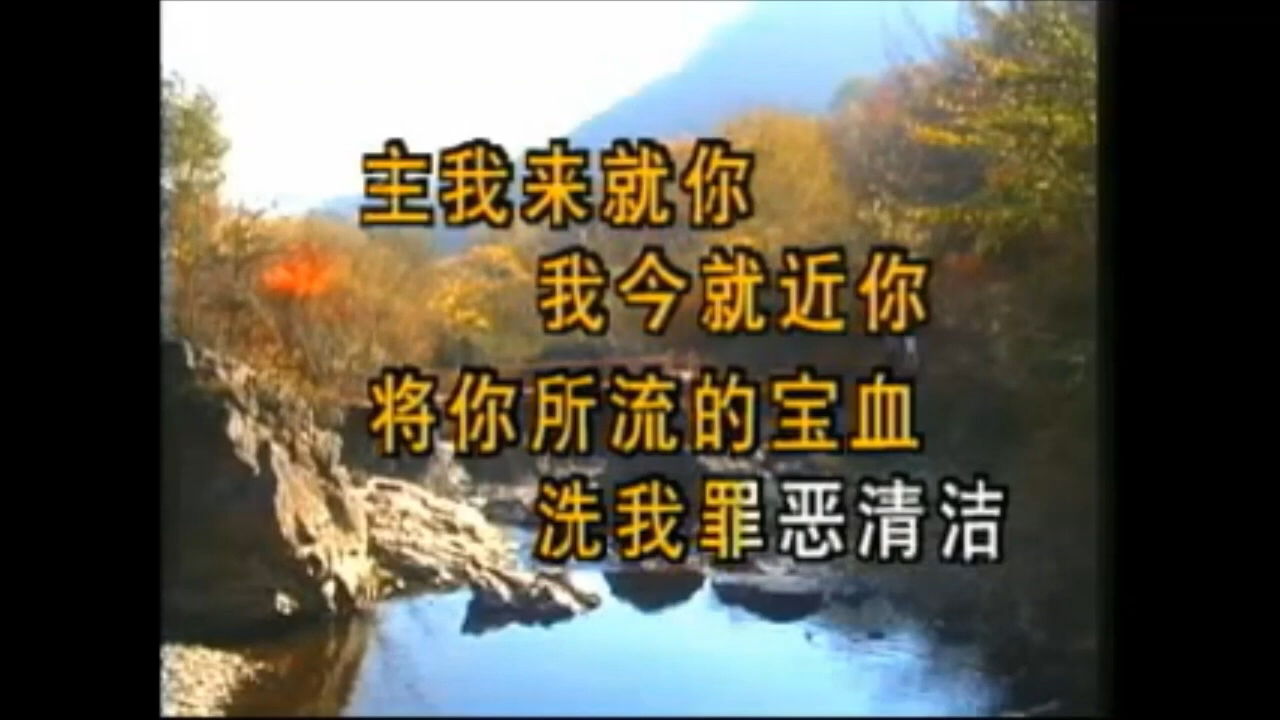 主我来就你
我今就近你
将你所流的宝血
洗我罪恶清洁